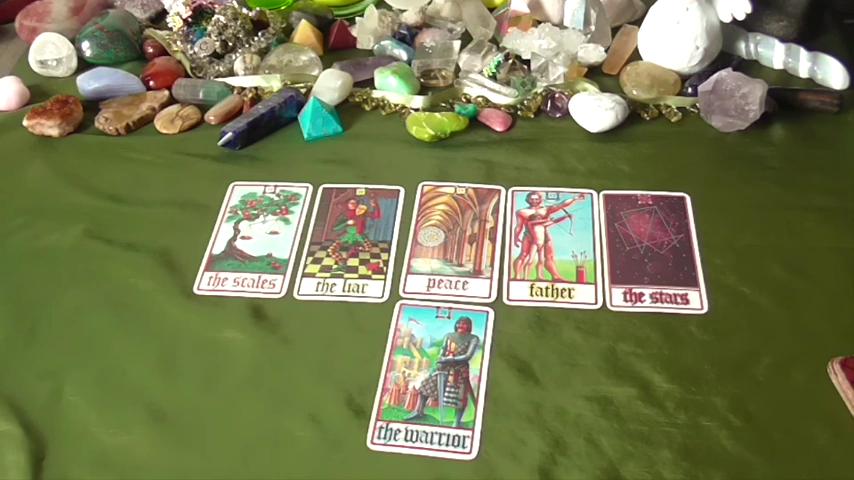 the scales
the liar
peace
father
the stars
the warrior